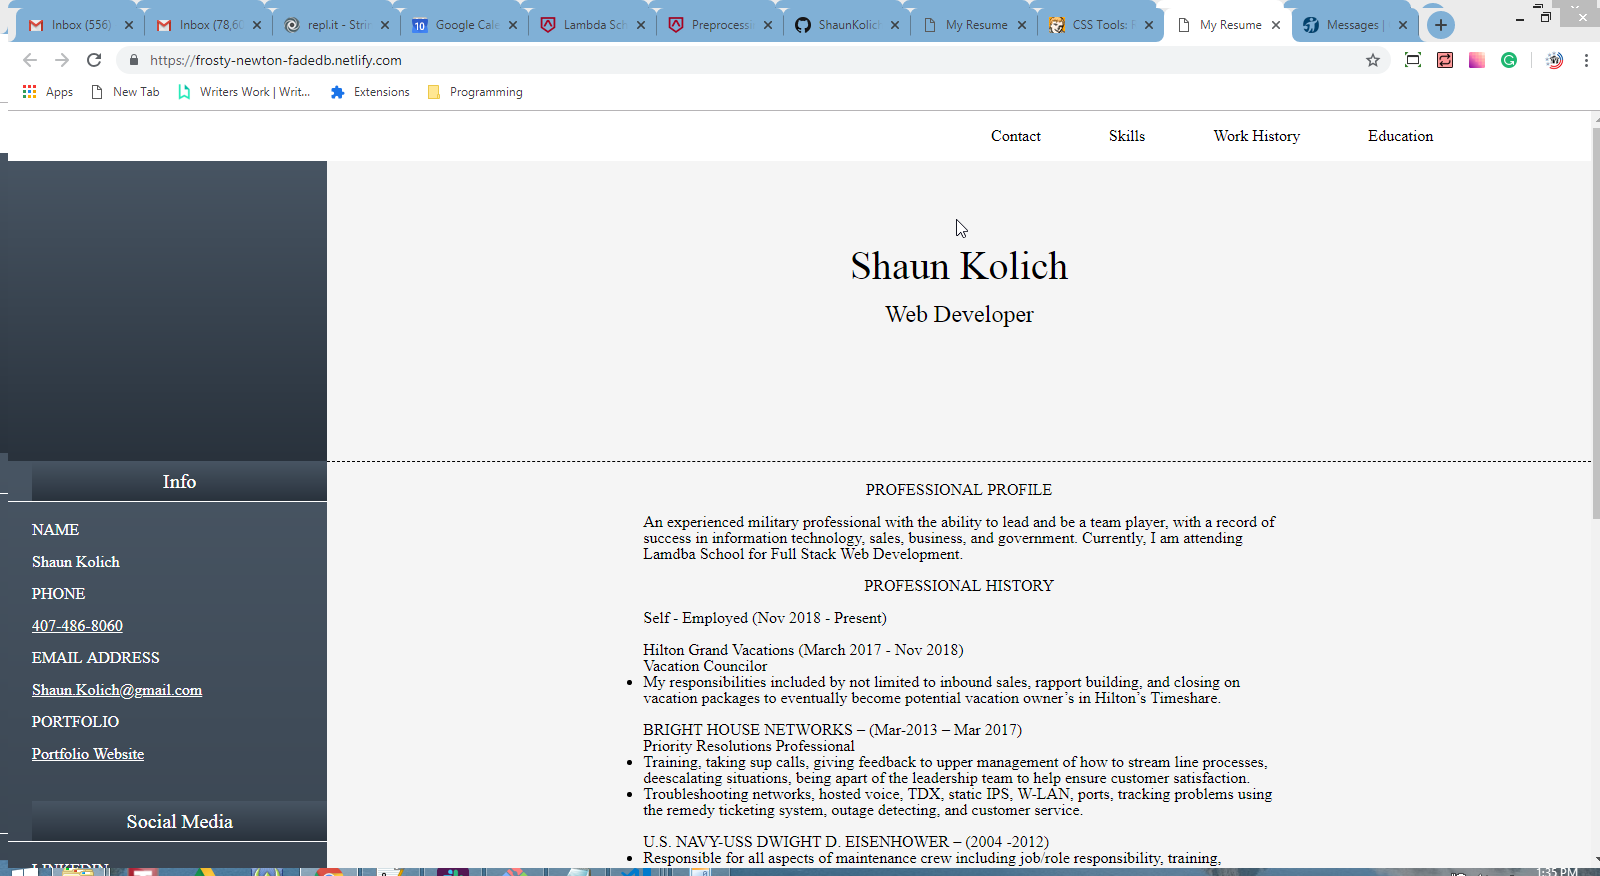 Inbox (556)
Inbox (78,60
repl.it - Strin
Google Cale
Lambda Sch
Preprocessi
ShaunKolich
My Resume
CSS Tools: R
My Resume
Messages |
https://frosty-newton-fadedb.netlify.com
Apps
New Tab
Writers Work | Writ...
Extensions
Programming
Contact
Skills
Work History
Education
Shaun Kolich
Web Developer
Info
NAME
Shaun Kolich
PHONE
407-486-8060
EMAIL ADDRESS
Shaun.Kolich@gmail.com
PORTFOLIO
Portfolio Website
Social Media
LINKEDIN
PROFESSIONAL PROFILE
An experienced military professional with the ability to lead and be a team player, with a record of
success in information technology, sales, business, and government. Currently, I am attending
Lamdba School for Full Stack Web Development.
PROFESSIONAL HISTORY
Self - Employed (Nov 2018 - Present)
Hilton Grand Vacations (March 2017 - Nov 2018)
Vacation Councilor
My responsibilities included by not limited to inbound sales, rapport building, and closing on
vacation packages to eventually become potential vacation owner’s in Hilton’s Timeshare.
BRIGHT HOUSE NETWORKS – (Mar-2013 – Mar 2017)
Priority Resolutions Professional
Training, taking sup calls, giving feedback to upper management of how to stream line processes,
deescalating situations, being apart of the leadership team to help ensure customer satisfaction.
Troubleshooting networks, hosted voice, TDX, static IPS, W-LAN, ports, tracking problems using
the remedy ticketing system, outage detecting, and customer service.
U.S. NAVY-USS DWIGHT D. EISENHOWER – (2004 -2012)
Responsible for all aspects of maintenance crew including job/role responsibility, training,
1:35 PM